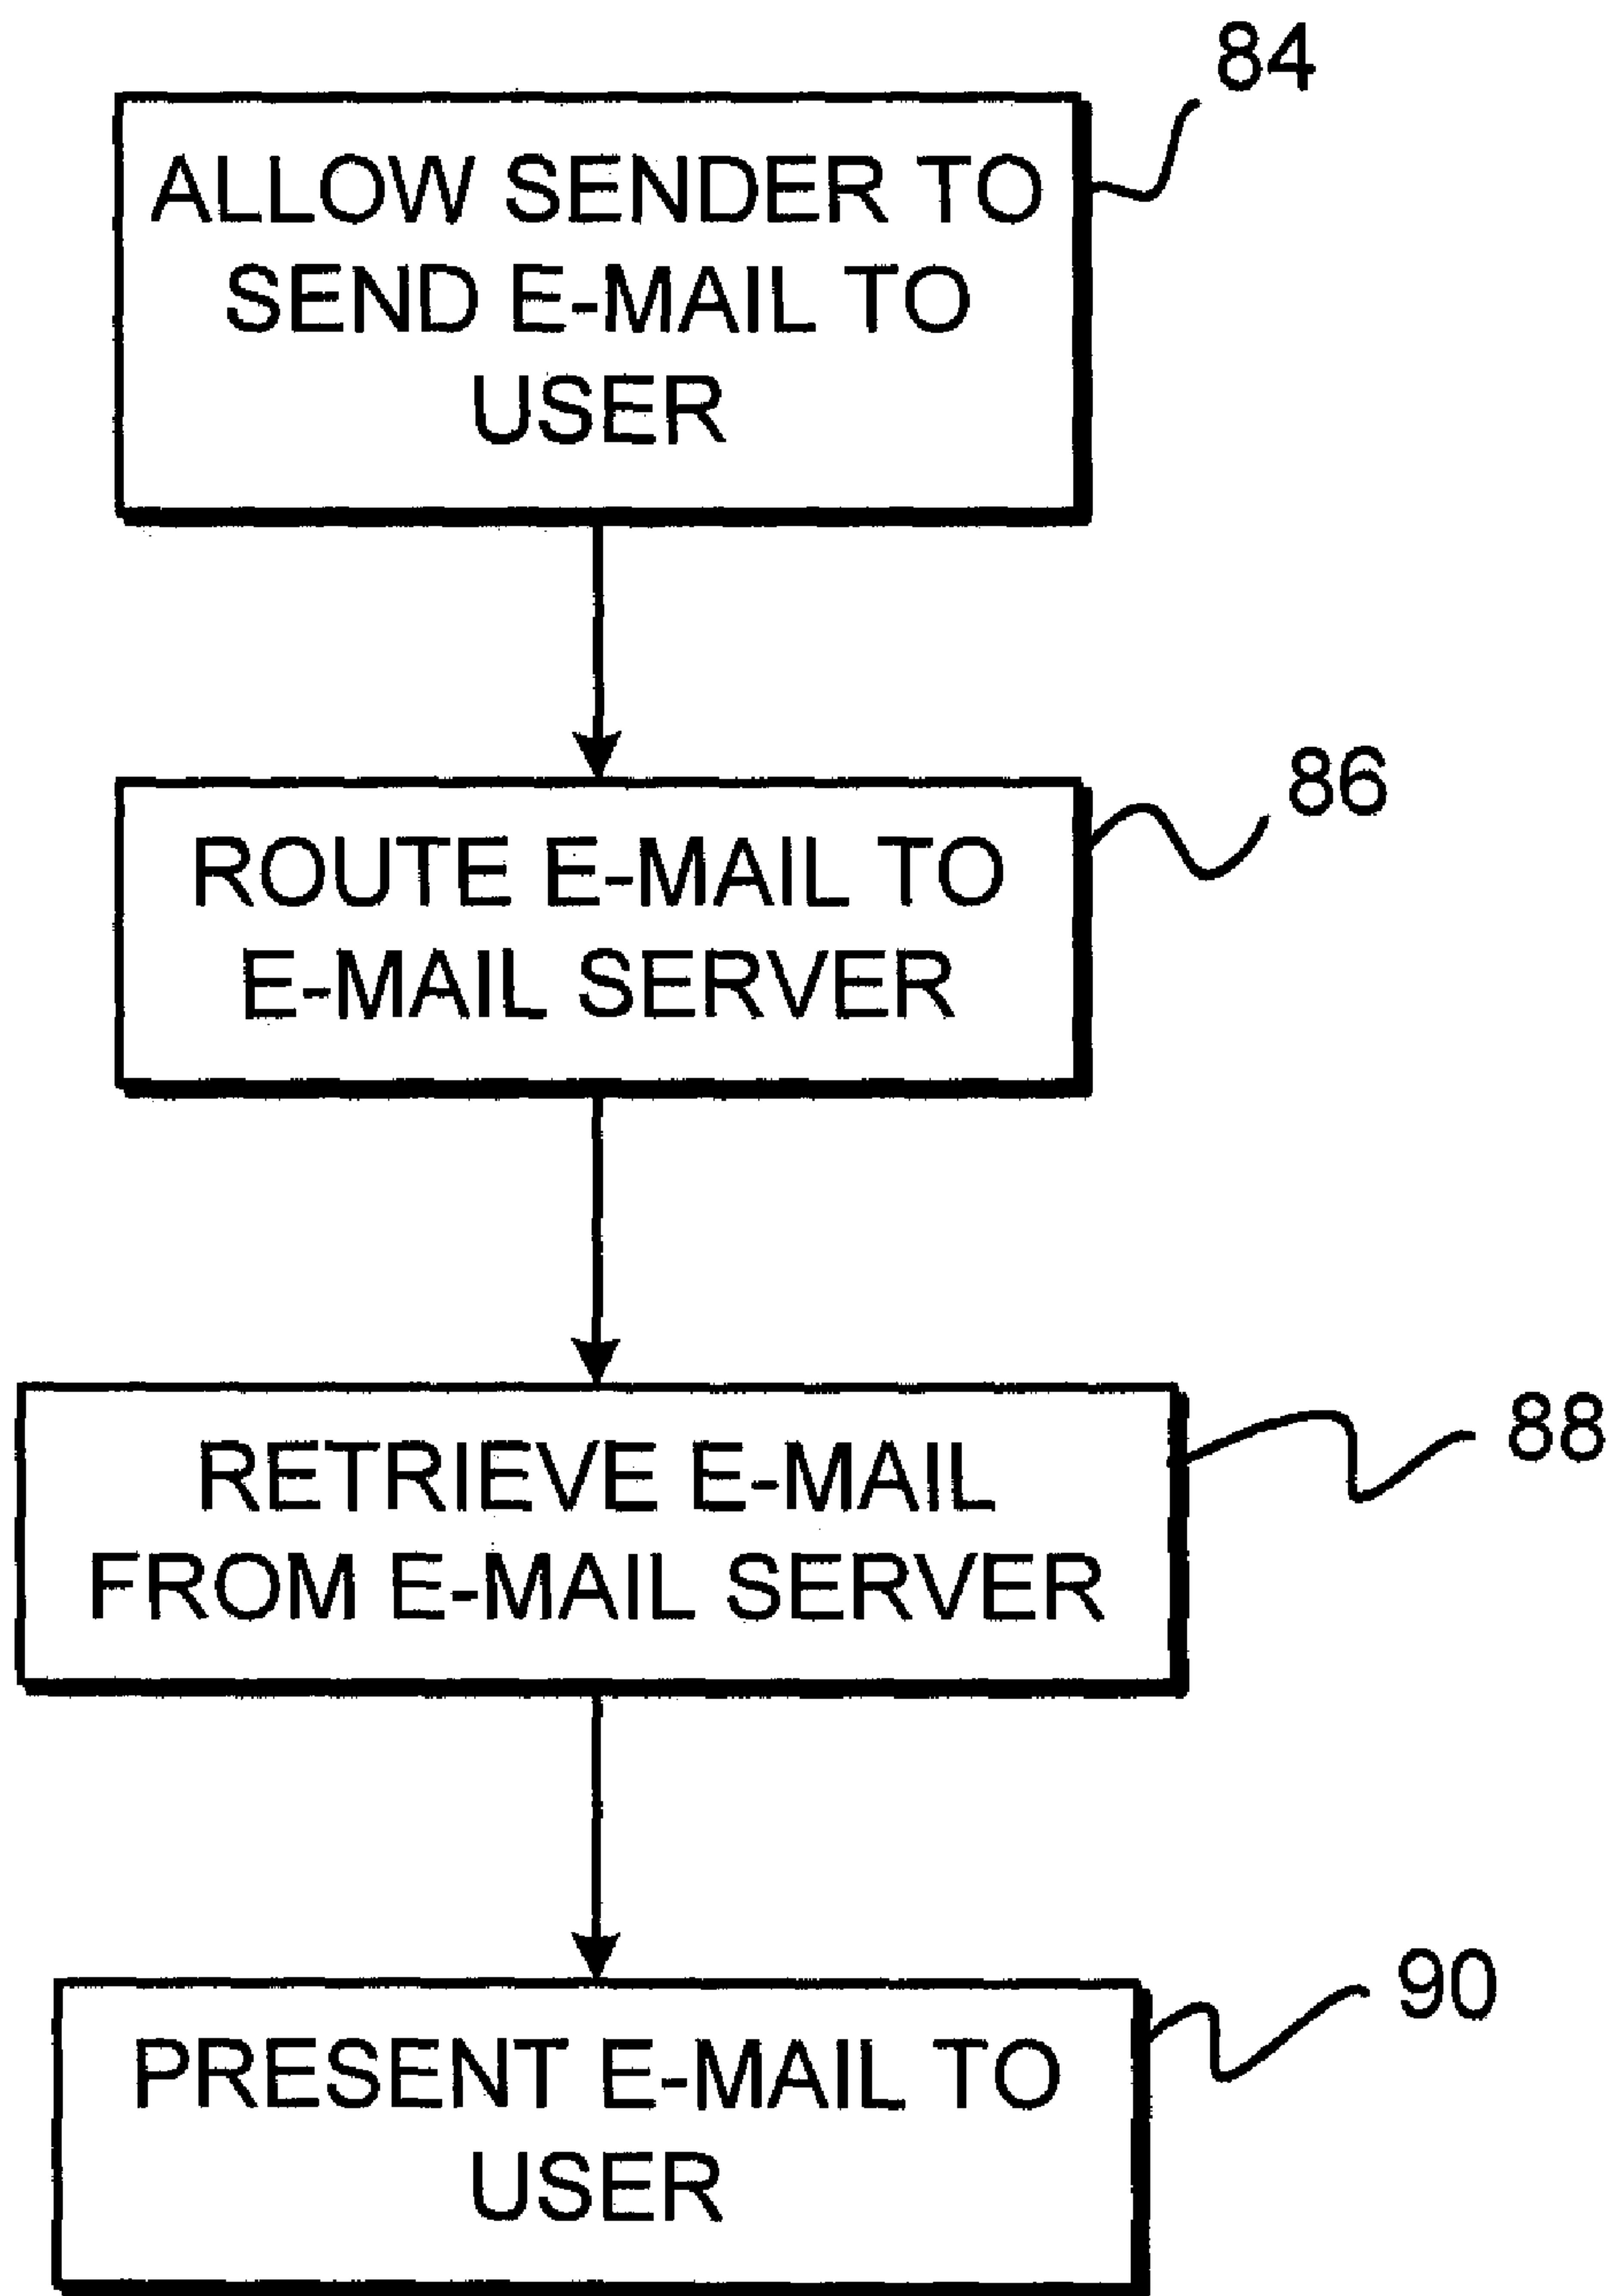 84
ALLOW SENDER TO
SEND E-MAIL TO
USER
86
ROUTE E-MAIL TO
E-MAIL SERVER
88
RETRIEVE E-MAIL
FROM E-MAIL SERVER
90
PRESENT E-MAIL TO
USER